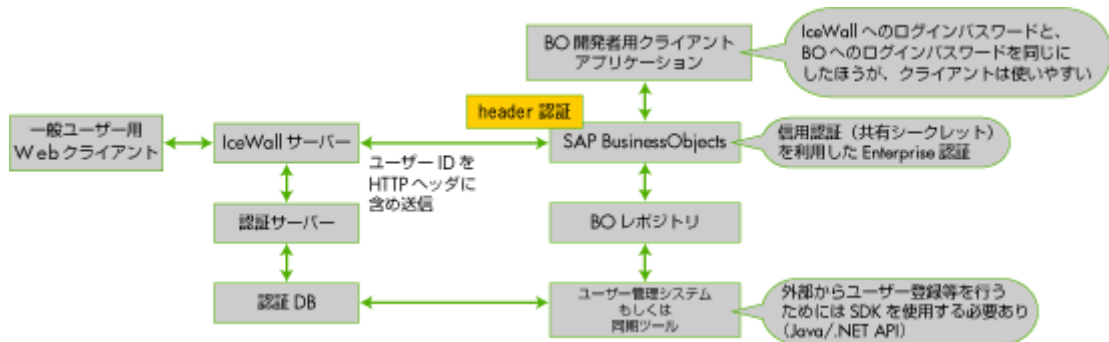 BO 開発者用クライアント
アプリケーション
IceWall へのログインパスワードと、
BO へのログインパスワードを同じに
したほうが、クライアントは使いやすい
header 認証
一般ユーザー用
Webクライアント
IceWall サーバー
SAP BusinessObjects
信用認証（共有シークレット）
を利用した Enterprise 認証
ユーザー ID を
HTTP ヘッダに
含め送信
認証サーバー
BO レポジトリ
認証 DB
ユーザー管理システム
もしくは
同期ツール
外部からユーザー登録等を行う
ためには SDK を使用する必要あり
（Java/.NET API）